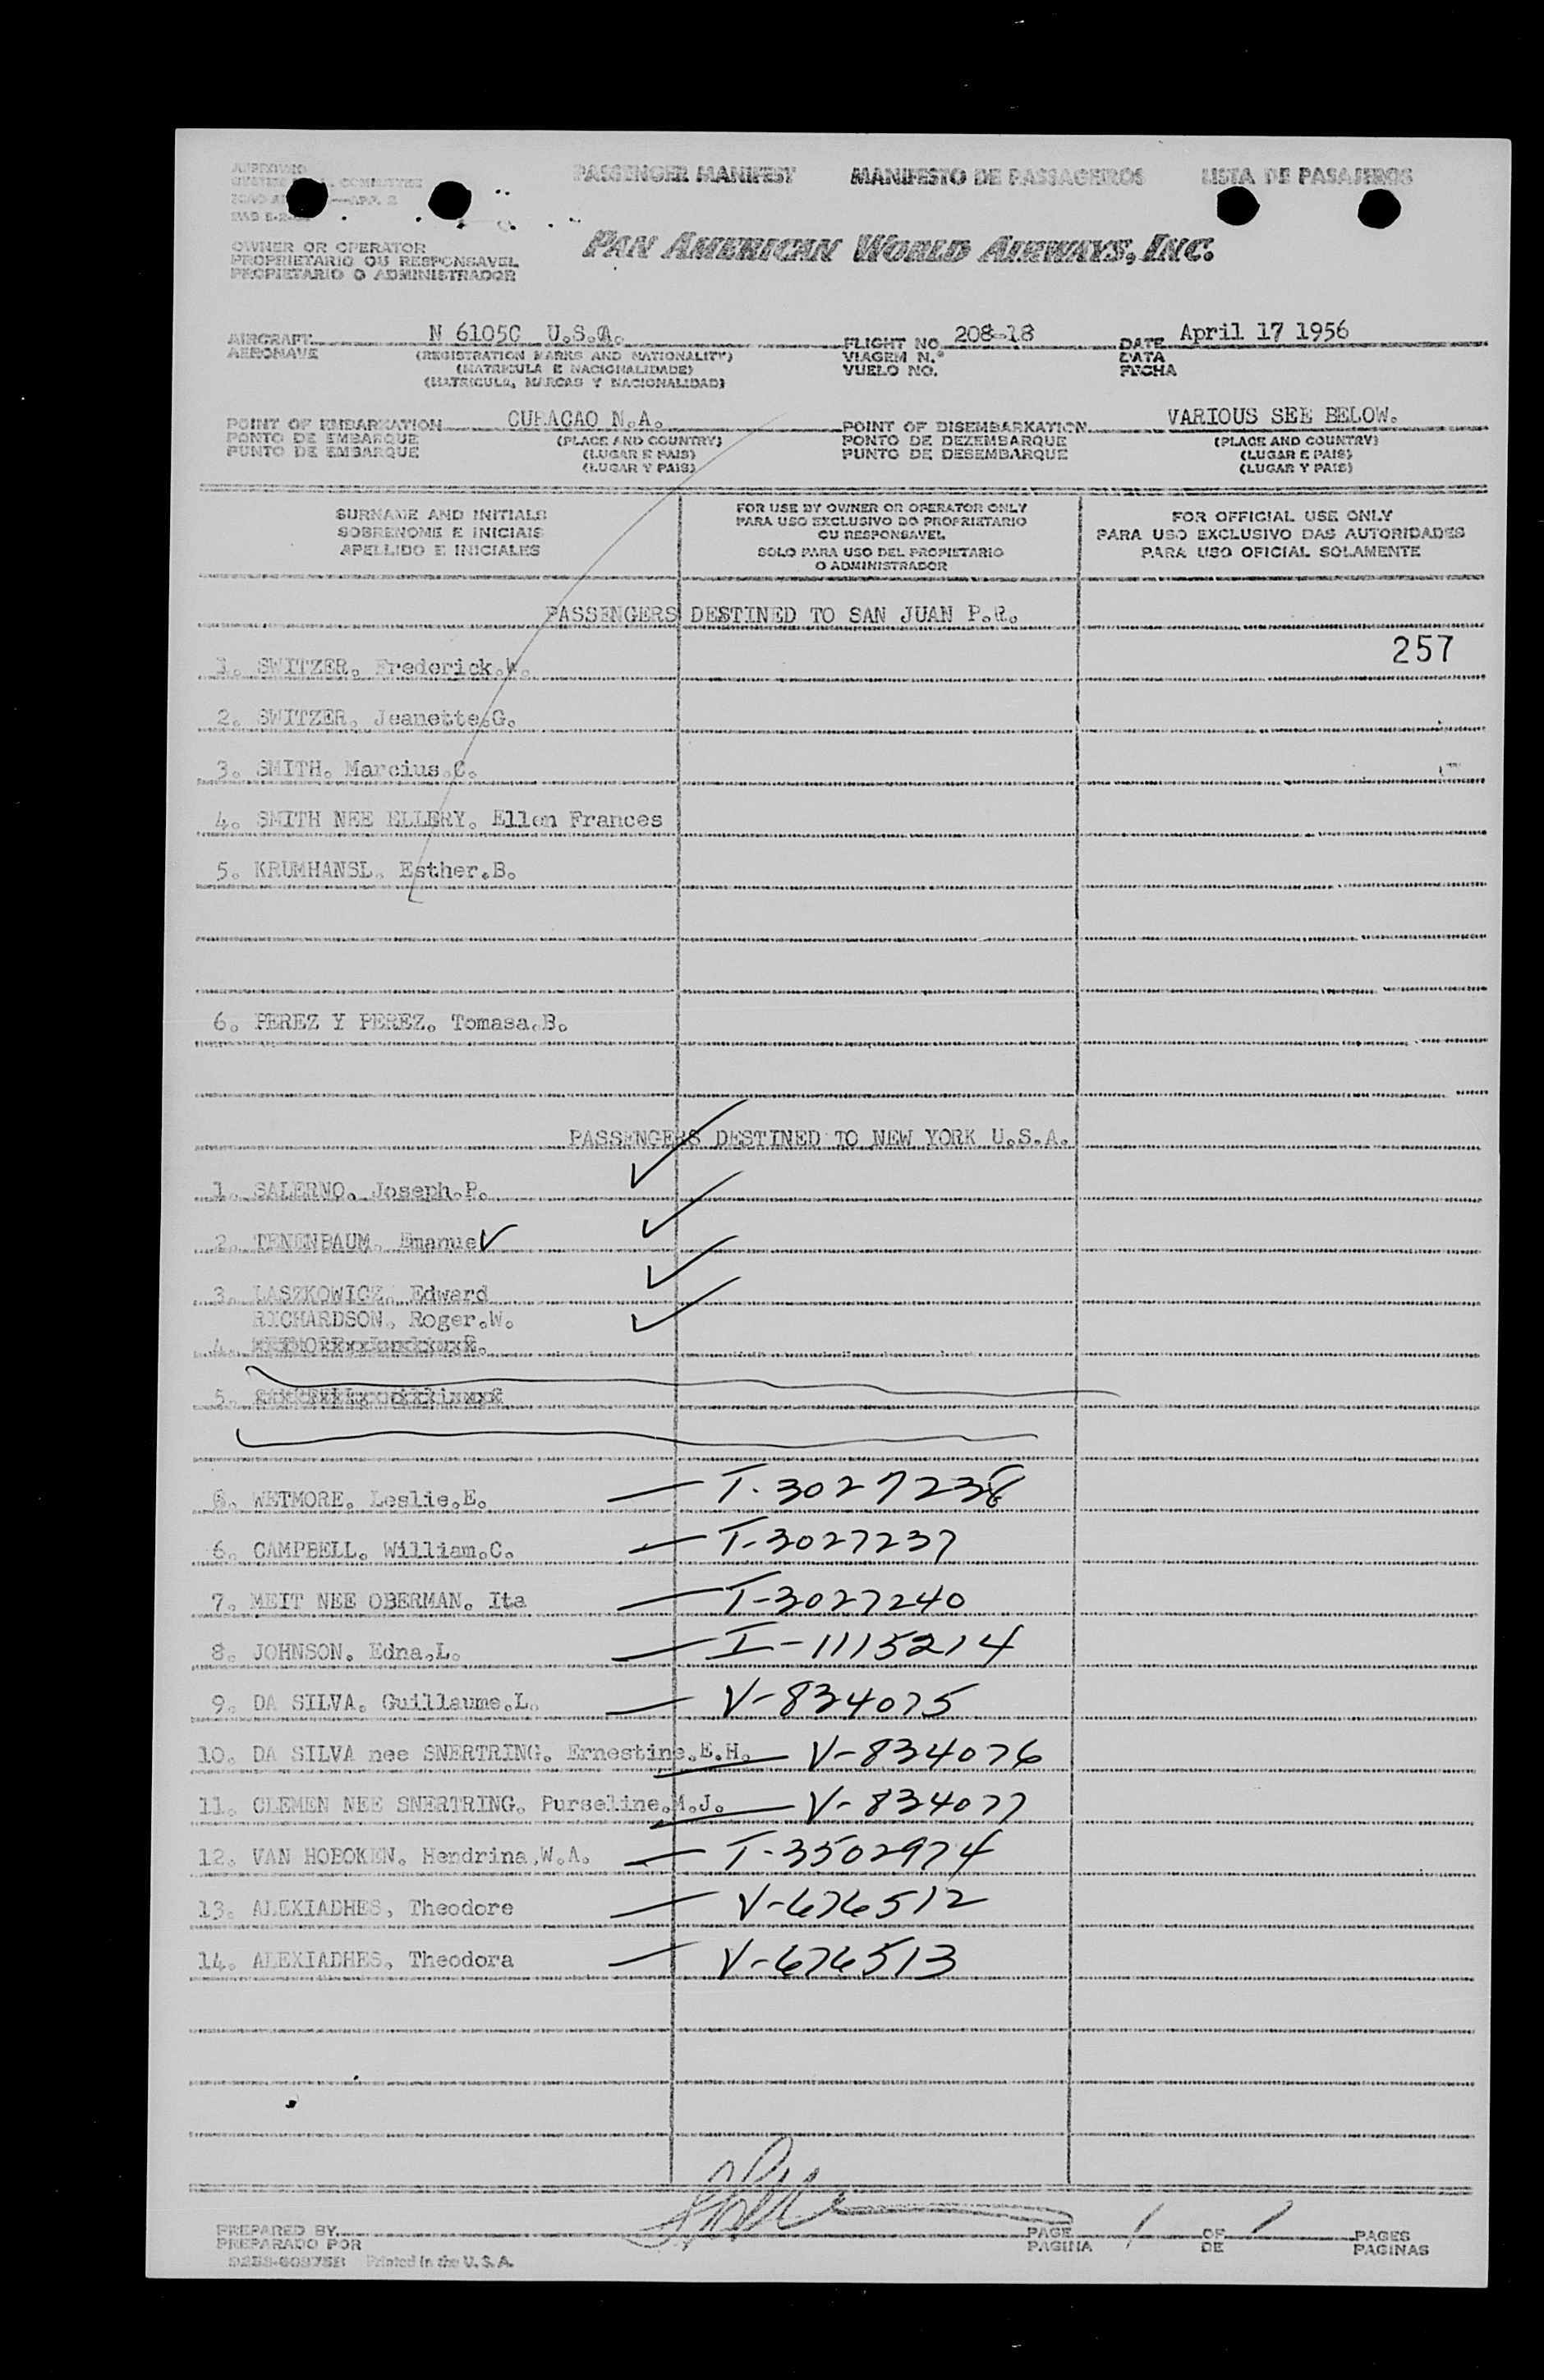 PASSENGER MANIFEST MANIFESTO DE PASSAGEIROS LISTA DE PASAJEROS
OWNER OR OPERATOR
PROPRIETARIO OU RESPONSAVEL
PROPIETARIO O ADMINISTRADOR
PAN AMERICAN WORLD AIRWAYS, INC.
AIRCRAFT N 6105C U.S.A. FLIGHT NO. 208-18 DATE April 17 1956
AERONAVE (REGISTRATION MARKS AND NATIONALITY) VIAGEM N.º DATA
(MATRICULA E NACIONALIDADE) VUELO NO. FECHA
(MATRICULA, MARCAS Y NACIONALIDAD)
POINT OF EMBARKATION CURAÇAO N.A. POINT OF DISEMBARKATION VARIOUS SEE BELOW.
PONTO DE EMBARQUE (PLACE AND COUNTRY) PONTO DE DEZEMBARQUE (PLACE AND COUNTRY)
PUNTO DE EMBARQUE (LUGAR E PAIS) PUNTO DE DESEMBARQUE (LUGAR E PAIS)
(LUGAR Y PAIS) (LUGAR Y PAIS)
SURNAME AND INITIALS
SOBRENOME E INICIAIS
APELLIDO E INICIALES
FOR USE BY OWNER OR OPERATOR ONLY
PARA USO EXCLUSIVO DO PROPRIETARIO
OU RESPONSAVEL
SOLO PARA USO DEL PROPIETARIO
O ADMINISTRADOR
FOR OFFICIAL USE ONLY
PARA USO EXCLUSIVO DAS AUTORIDADES
PARA USO OFICIAL SOLAMENTE
PASSENGERS DESTINED TO SAN JUAN P.R.
257
1. SWITZER. Frederick.W.
2. SWITZER. Jeanette.G.
3. SMITH. Marcius.C.
4. SMITH NEE ELLERY. Ellen Frances
5. KRUMHANSL. Esther.B.
6. PEREZ Y PEREZ. Tomasa.B.
PASSENGERS DESTINED TO NEW YORK U.S.A.
1. SALERNO. Joseph.P.
2. TENENBAUM. Emanuel
3. LASZKOWICZ. Edward
RICHARDSON. Roger.W.
4.
5.
WETMORE. Leslie.E. — T-3027238
6. CAMPBELL. William.C. — T-3027237
7. MEIT NEE OBERMAN. Ita — T-3027240
8. JOHNSON. Edna.L. — I-1115214
9. DA SILVA. Guillaume.L. — V-834075
10. DA SILVA nee SNERTRING. Ernestine.E.H. — V-834076
11. CLEMEN NEE SNERTRING. Purseline.M.J. — V-834077
12. VAN HOBOKEN. Hendrina.W.A. — T-3502974
13. ALEXIADHES, Theodore — V-676512
14. ALEXIADHES, Theodora — V-676513
PREPARED BY PAGE 1 OF 1 PAGES
PREPARADO POR PAGINA DE PAGINAS
Printed in the U. S. A.